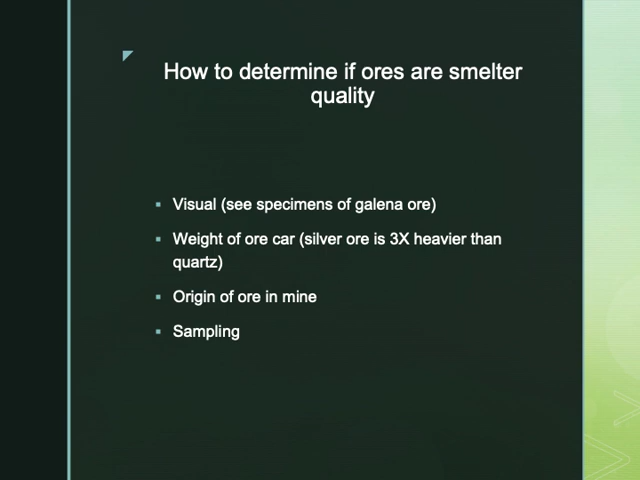 How to determine if ores are smelter
quality
▪ Visual (see specimens of galena ore)
▪ Weight of ore car (silver ore is 3X heavier than
quartz)
▪ Origin of ore in mine
▪ Sampling